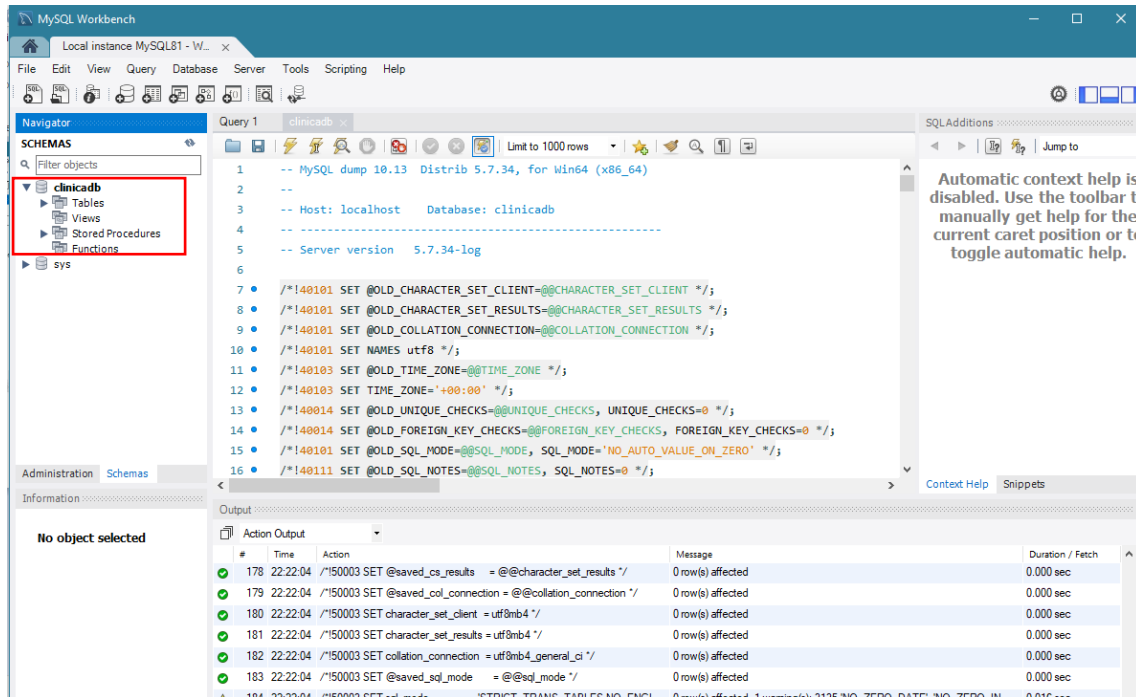 MySQL Workbench
Local instance MySQL81 - W... ×
File Edit View Query Database Server Tools Scripting Help
Navigator
SCHEMAS
Filter objects
clinicadb
Tables
Views
Stored Procedures
Functions
sys
Administration Schemas
Information
No object selected
Query 1 clinicadb ×
Limit to 1000 rows
1 -- MySQL dump 10.13 Distrib 5.7.34, for Win64 (x86_64)
2 --
3 -- Host: localhost Database: clinicadb
4 -- ------------------------------------------------------
5 -- Server version 5.7.34-log
6
7 /*!40101 SET @OLD_CHARACTER_SET_CLIENT=@@CHARACTER_SET_CLIENT */;
8 /*!40101 SET @OLD_CHARACTER_SET_RESULTS=@@CHARACTER_SET_RESULTS */;
9 /*!40101 SET @OLD_COLLATION_CONNECTION=@@COLLATION_CONNECTION */;
10 /*!40101 SET NAMES utf8 */;
11 /*!40103 SET @OLD_TIME_ZONE=@@TIME_ZONE */;
12 /*!40103 SET TIME_ZONE='+00:00' */;
13 /*!40014 SET @OLD_UNIQUE_CHECKS=@@UNIQUE_CHECKS, UNIQUE_CHECKS=0 */;
14 /*!40014 SET @OLD_FOREIGN_KEY_CHECKS=@@FOREIGN_KEY_CHECKS, FOREIGN_KEY_CHECKS=0 */;
15 /*!40101 SET @OLD_SQL_MODE=@@SQL_MODE, SQL_MODE='NO_AUTO_VALUE_ON_ZERO' */;
16 /*!40111 SET @OLD_SQL_NOTES=@@SQL_NOTES, SQL_NOTES=0 */;
SQLAdditions
Jump to
Automatic context help is
disabled. Use the toolbar t
manually get help for the
current caret position or to
toggle automatic help.
Context Help Snippets
Output
Action Output
# Time Action Message Duration / Fetch
178 22:22:04 /*!50003 SET @saved_cs_results = @@character_set_results */ 0 row(s) affected 0.000 sec
179 22:22:04 /*!50003 SET @saved_col_connection = @@collation_connection */ 0 row(s) affected 0.000 sec
180 22:22:04 /*!50003 SET character_set_client = utf8mb4 */ 0 row(s) affected 0.000 sec
181 22:22:04 /*!50003 SET character_set_results = utf8mb4 */ 0 row(s) affected 0.000 sec
182 22:22:04 /*!50003 SET collation_connection = utf8mb4_general_ci */ 0 row(s) affected 0.000 sec
183 22:22:04 /*!50003 SET @saved_sql_mode = @@sql_mode */ 0 row(s) affected 0.000 sec